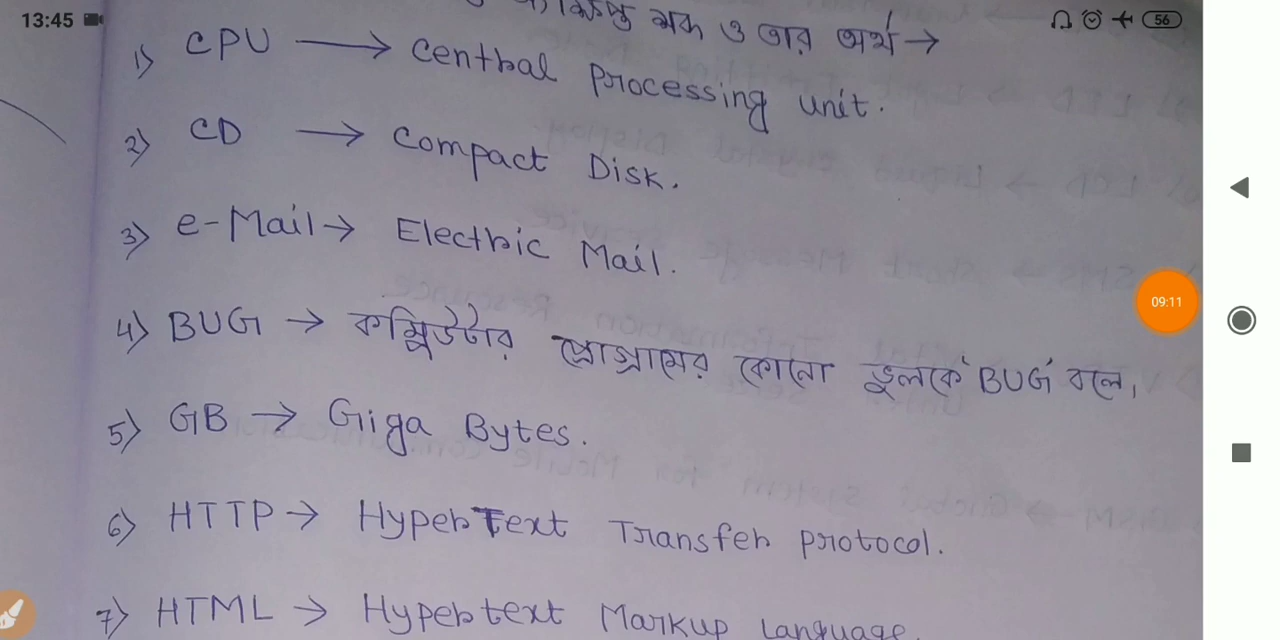 13:45
56
শব্দ ও তার অর্থ →
1) CPU → Central Processing unit.
2) CD → Compact Disk.
3) e-Mail → Electric Mail.
4) BUG → কম্পিউটার প্রোগ্রামের কোনো ভুলকে BUG বলে।
09:11
5) GB → Giga Bytes.
6) HTTP → HyperText Transfer Protocol.
7) HTML → Hypertext Markup Language.